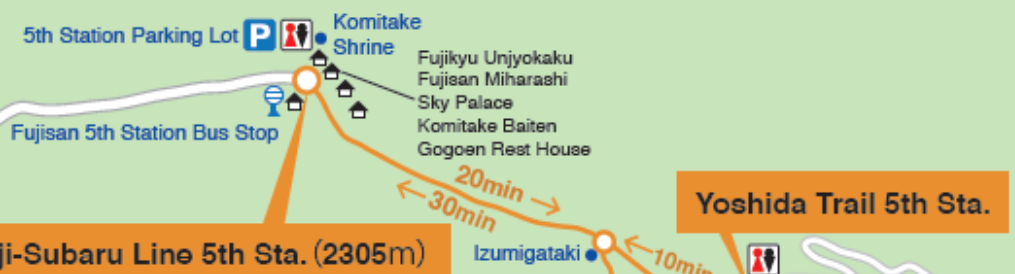 5th Station Parking Lot P
Komitake
Shrine
Fujikyu Unjyokaku
Fujisan Miharashi
Sky Palace
Komitake Baiten
Gogoen Rest House
Fujisan 5th Station Bus Stop
20min
30min
Yoshida Trail 5th Sta.
ji-Subaru Line 5th Sta. (2305m)
Izumigataki
10min